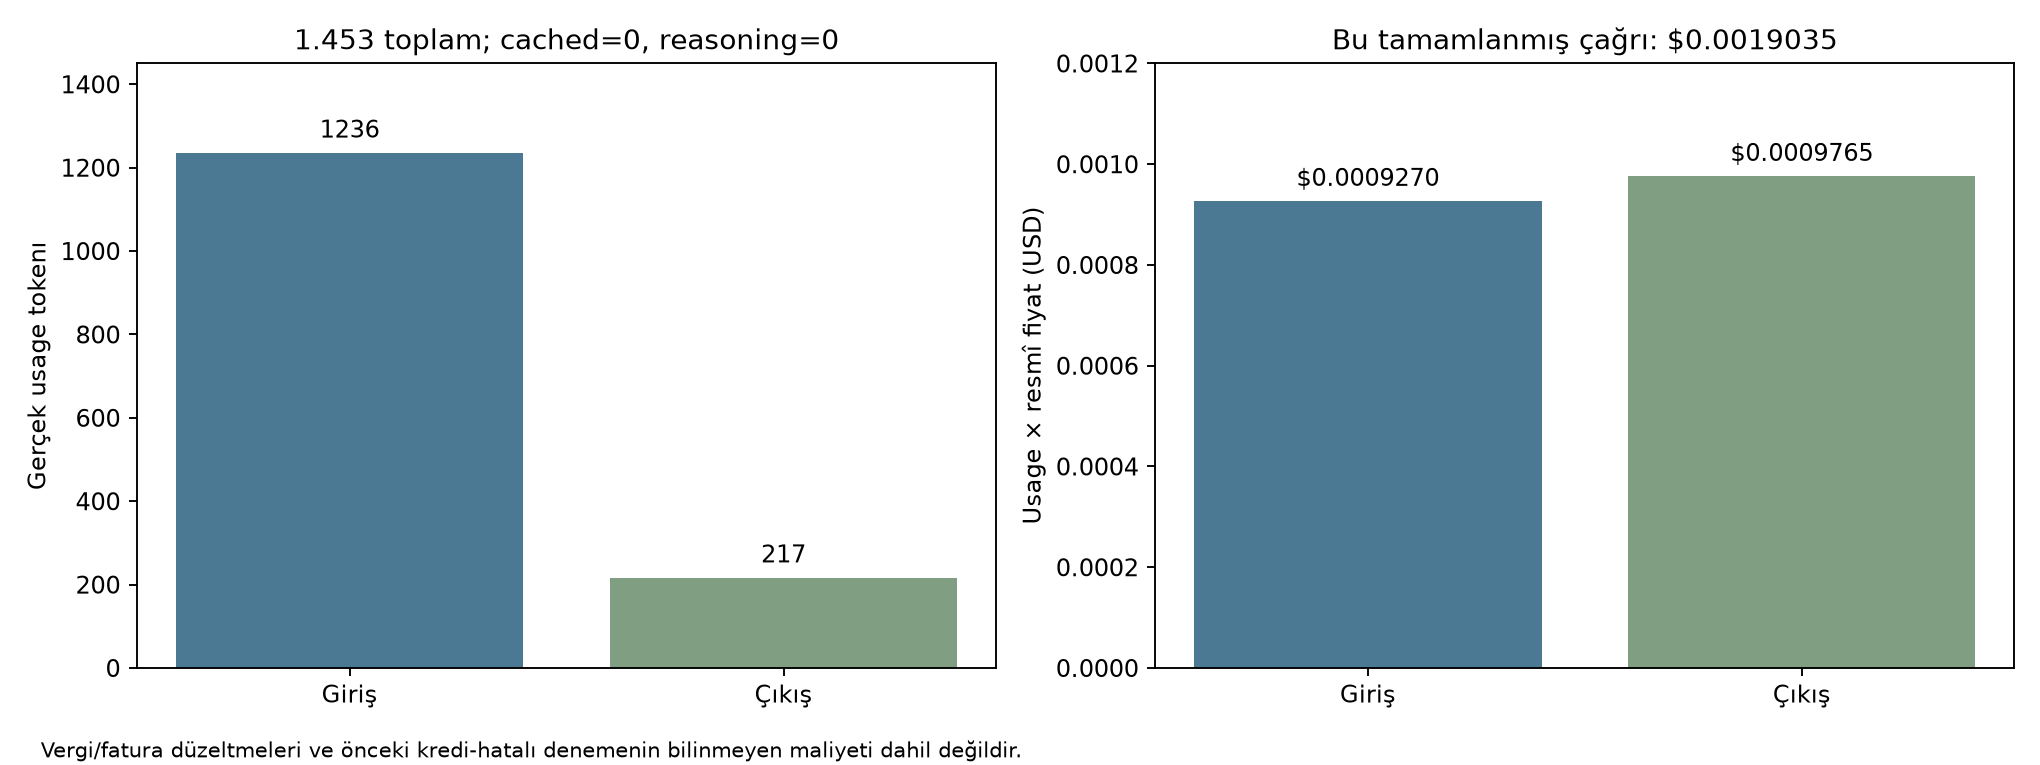 1.453 toplam; cached=0, reasoning=0
Gerçek usage tokenı
1400
1200
1000
800
600
400
200
0
1236
217
Giriş
Çıkış
Bu tamamlanmış çağrı: $0.0019035
Usage × resmî fiyat (USD)
0.0012
0.0010
0.0008
0.0006
0.0004
0.0002
0.0000
$0.0009270
$0.0009765
Giriş
Çıkış
Vergi/fatura düzeltmeleri ve önceki kredi-hatalı denemenin bilinmeyen maliyeti dahil değildir.